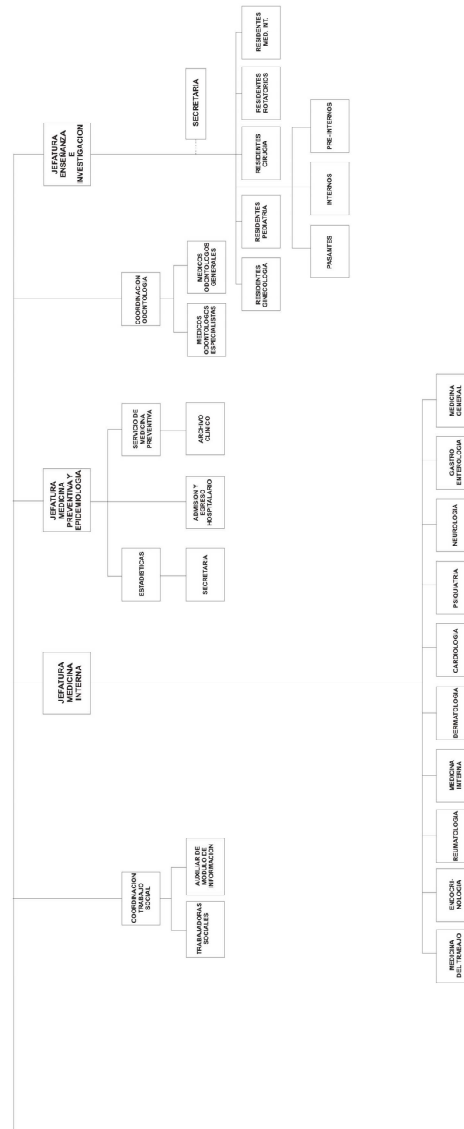 JEFATURA
MEDICINA
INTERNA
JEFATURA
MEDICINA
PREVENTIVA Y
EPIDEMIOLOGIA
JEFATURA
ENSEÑANZA
E
INVESTIGACION
COORDINACION
TRABAJO
SOCIAL
ESTADISTICAS
SERVICIO DE
MEDICINA
PREVENTIVA
COORDINACION
ODONTOLOGIA
SECRETARIA
TRABAJADORAS
SOCIALES
AUXILIAR DE
MODULO DE
INFORMACION
SECRETARIA
ADMISION Y
EGRESO
HOSPITALARIO
ARCHIVO
CLINICO
MEDICOS
ODONTOLOGOS
ESPECIALISTAS
MEDICOS
ODONTOLOGOS
GENERALES
RESIDENTES
GINECOLOGIA
RESIDENTES
PEDIATRIA
RESIDENTES
CIRUGIA
RESIDENTES
ROTATORIOS
RESIDENTES
MED. INT.
PASANTES
INTERNOS
PRE-INTERNOS
MEDICINA
DEL TRABAJO
ENDOCRI-
NOLOGIA
REUMATOLOGIA
MEDICINA
INTERNA
DERMATOLOGIA
CARDIOLOGIA
PSIQUIATRIA
NEUROLOGIA
GASTRO
ENTEROLOGIA
MEDICINA
GENERAL